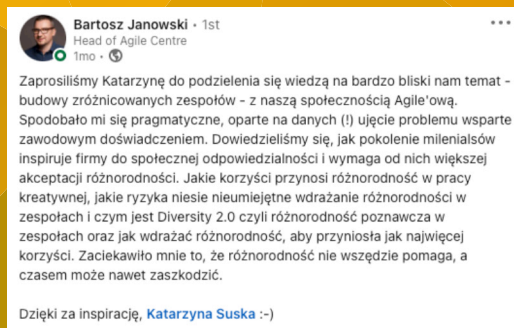 Bartosz Janowski • 1st
Head of Agile Centre
1mo •
Zaprosiliśmy Katarzynę do podzielenia się wiedzą na bardzo bliski nam temat -
budowy zróżnicowanych zespołów - z naszą społecznością Agile'ową.
Spodobało mi się pragmatyczne, oparte na danych (!) ujęcie problemu wsparte
zawodowym doświadczeniem. Dowiedzieliśmy się, jak pokolenie milenialsów
inspiruje firmy do społecznej odpowiedzialności i wymaga od nich większej
akceptacji różnorodności. Jakie korzyści przynosi różnorodność w pracy
kreatywnej, jakie ryzyka niesie nieumiejętne wdrażanie różnorodności w
zespołach i czym jest Diversity 2.0 czyli różnorodność poznawcza w
zespołach oraz jak wdrażać różnorodność, aby przyniosła jak najwięcej
korzyści. Zaciekawiło mnie to, że różnorodność nie wszędzie pomaga, a
czasem może nawet zaszkodzić.
Dzięki za inspirację, Katarzyna Suska :-)